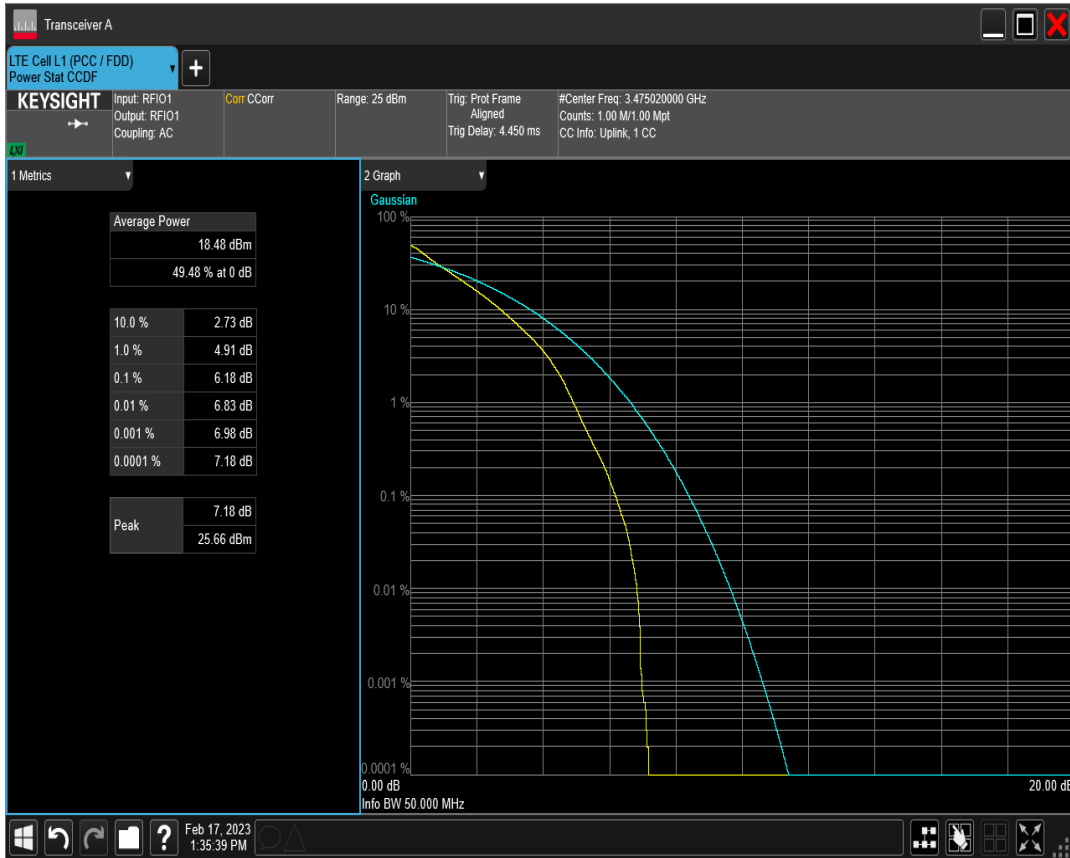 Transceiver A
LTE Cell L1 (PCC / FDD)
Power Stat CCDF
KEYSIGHT
LXI
Input: RFIO1
Output: RFIO1
Coupling: AC
Corr CCorr
Range: 25 dBm
Trig: Prot Frame
Aligned
Trig Delay: 4.450 ms
#Center Freq: 3.475020000 GHz
Counts: 1.00 M/1.00 Mpt
CC Info: Uplink, 1 CC
1 Metrics
Average Power
18.48 dBm
49.48 % at 0 dB
10.0 % 2.73 dB
1.0 % 4.91 dB
0.1 % 6.18 dB
0.01 % 6.83 dB
0.001 % 6.98 dB
0.0001 % 7.18 dB
Peak
7.18 dB
25.66 dBm
2 Graph
Gaussian
100 %
10 %
1 %
0.1 %
0.01 %
0.001 %
0.0001 %
0.00 dB 20.00 dB
Info BW 50.000 MHz
?
Feb 17, 2023
1:35:39 PM